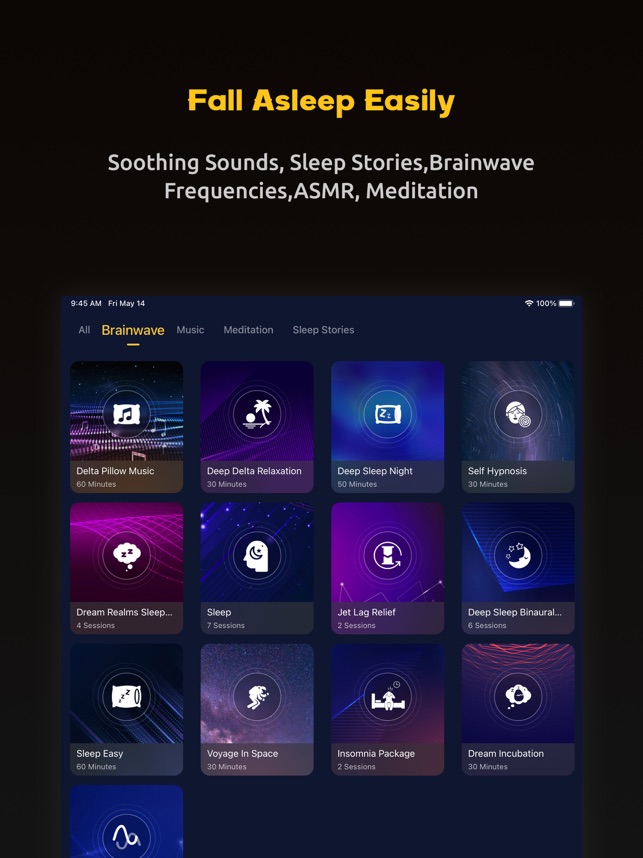 Fall Asleep Easily
Soothing Sounds, Sleep Stories,Brainwave
Frequencies,ASMR, Meditation
9:45 AM Fri May 14 100%
All Brainwave Music Meditation Sleep Stories
Delta Pillow Music
60 Minutes
Deep Delta Relaxation
30 Minutes
Deep Sleep Night
50 Minutes
Self Hypnosis
30 Minutes
Dream Realms Sleep...
4 Sessions
Sleep
7 Sessions
Jet Lag Relief
2 Sessions
Deep Sleep Binaural...
6 Sessions
Sleep Easy
60 Minutes
Voyage In Space
30 Minutes
Insomnia Package
2 Sessions
Dream Incubation
30 Minutes